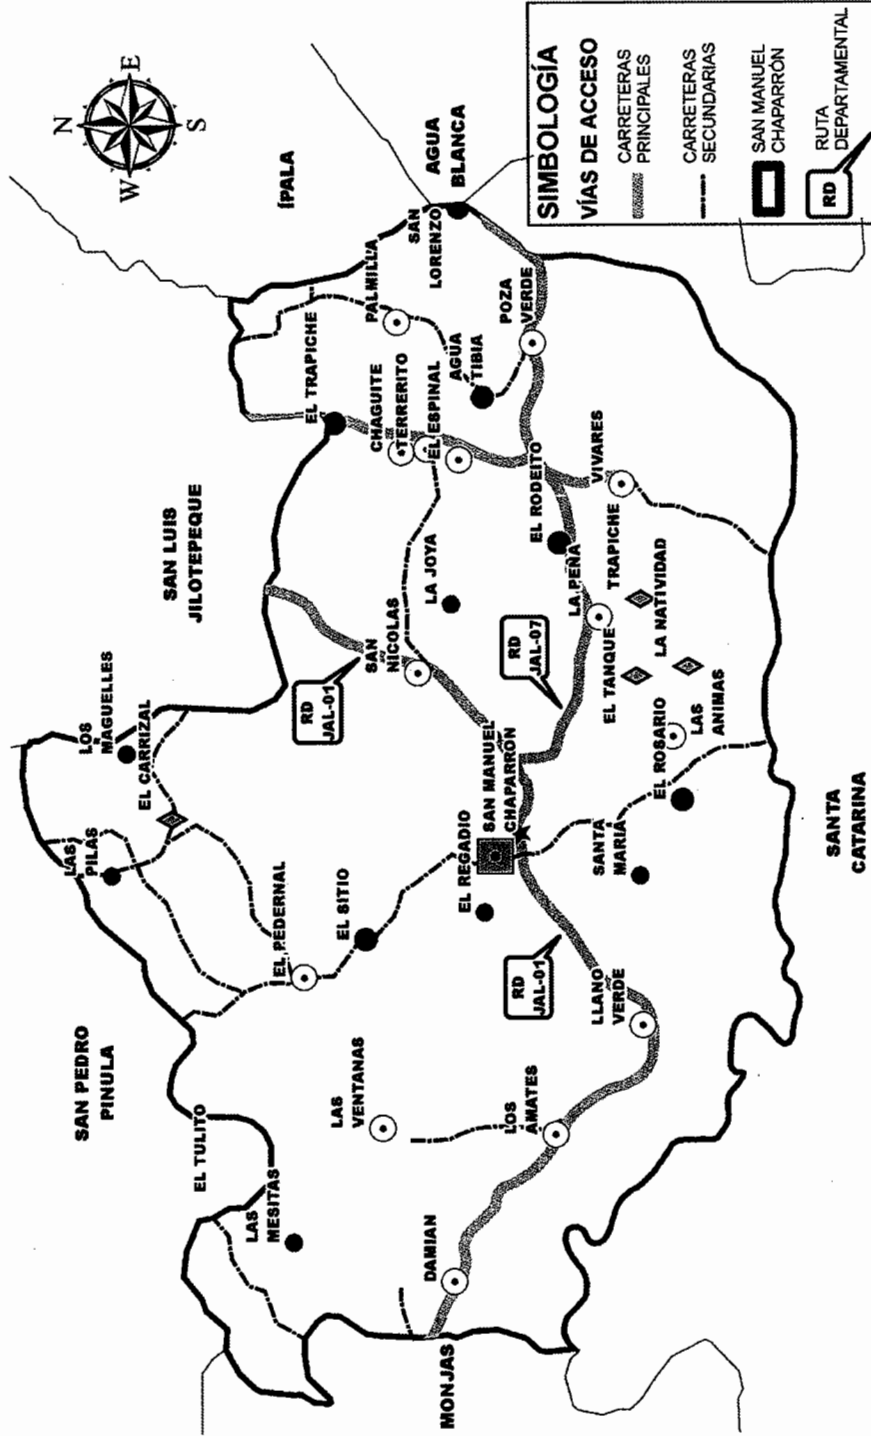 N
W
E
S
SAN PEDRO
PINULA
SAN LUIS
JILOTEPEQUE
ÍPALA
AGUA
BLANCA
MONJAS
SANTA
CATARINA
EL TULITO
LAS
MESITAS
LAS
PILAS
LOS
MAGUELLES
EL CARRIZAL
EL PEDERNAL
EL SITIO
LAS
VENTANAS
EL REGADIO
SAN MANUEL
CHAPARRÓN
RD
JAL-01
SAN
NICOLAS
LA JOYA
EL TRAPICHE
CHAGUITE
TERRERITO
EL ESPINAL
PALMILLA
SAN
LORENZO
AGUA
TIBIA
POZA
VERDE
EL RODEITO
LA PEÑA
VIVARES
TRAPICHE
RD
JAL-07
EL TANQUE
LA NATIVIDAD
LAS
ANIMAS
EL ROSARIO
SANTA
MARIA
RD
JAL-01
LLANO
VERDE
LOS
AMATES
DAMIAN
SIMBOLOGÍA
VÍAS DE ACCESO
CARRETERAS
PRINCIPALES
CARRETERAS
SECUNDARIAS
SAN MANUEL
CHAPARRÓN
RD
RUTA
DEPARTAMENTAL